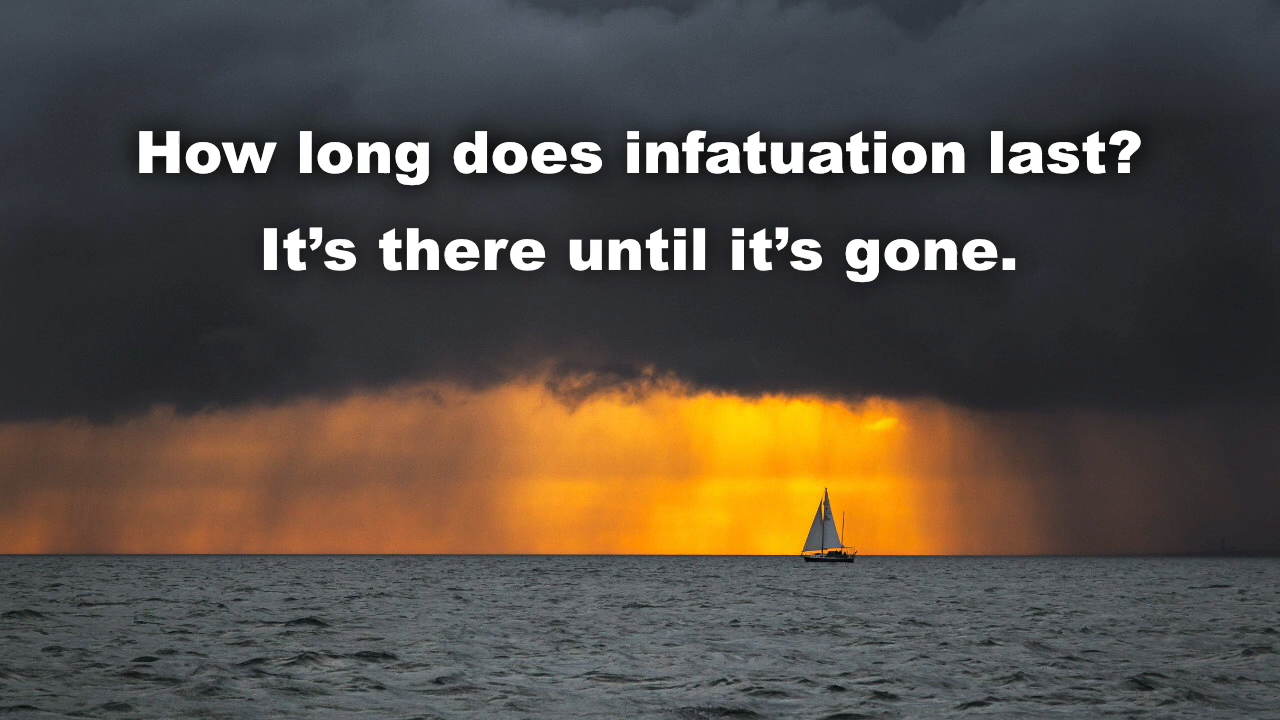 How long does infatuation last?
It’s there until it’s gone.